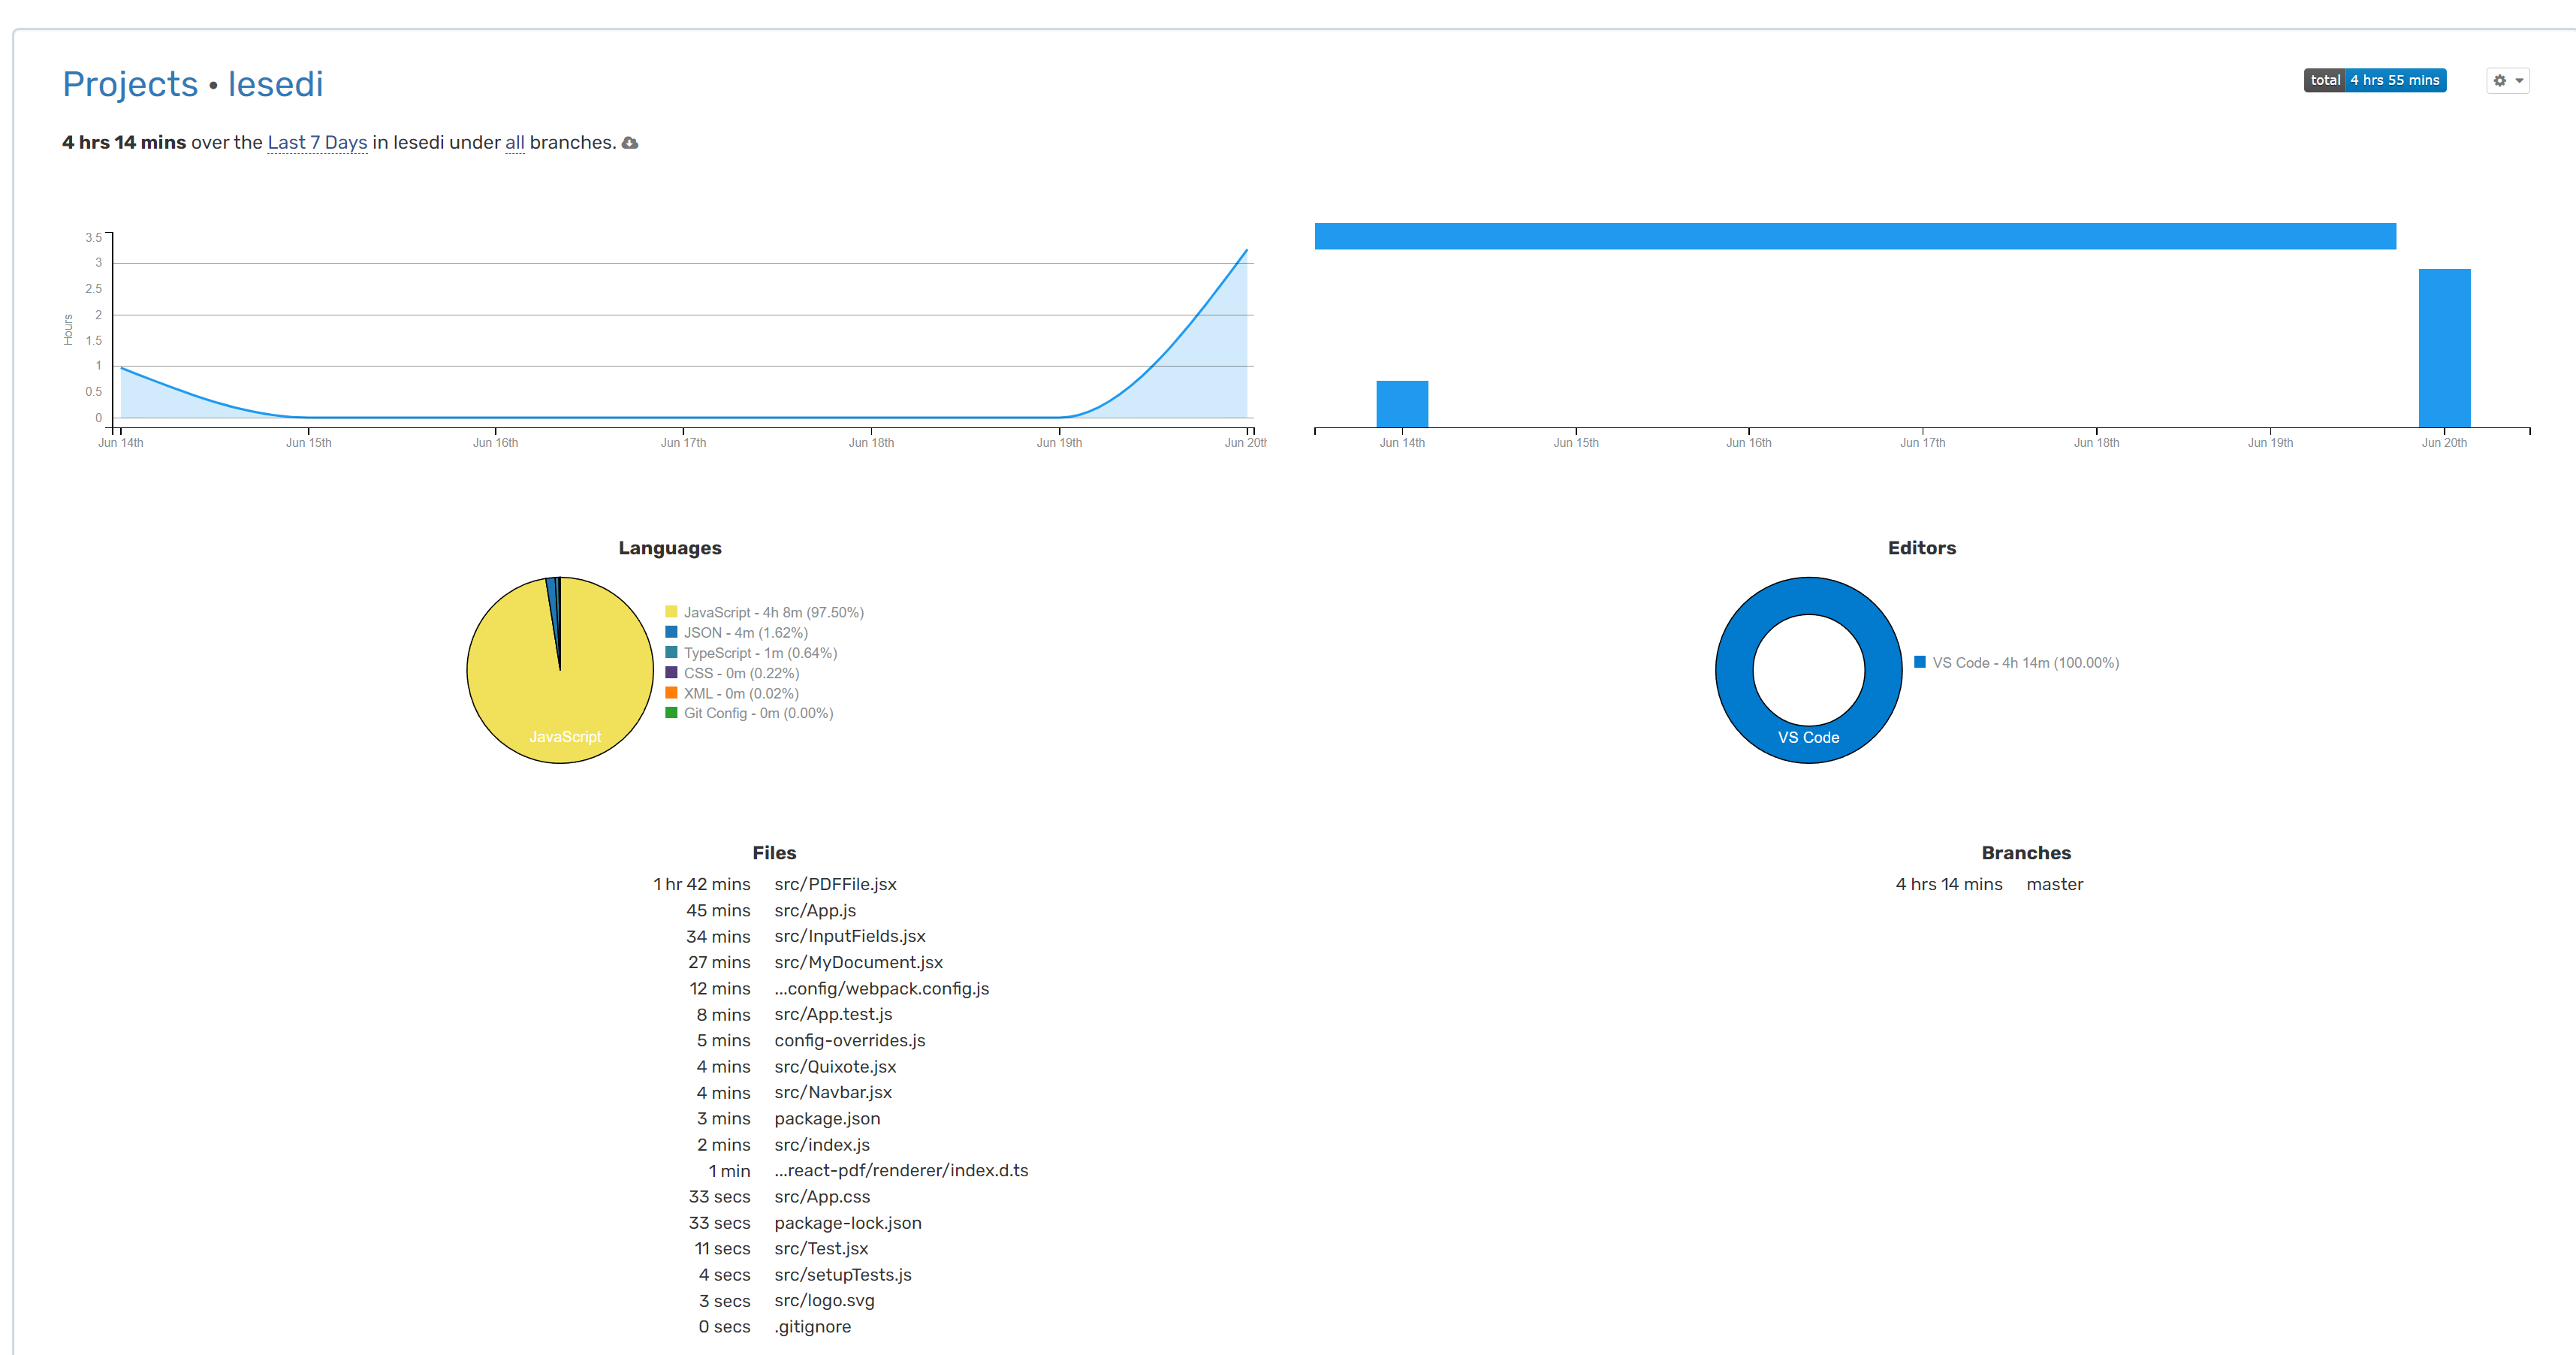 Projects • lesedi
total 4 hrs 55 mins
4 hrs 14 mins over the Last 7 Days in lesedi under all branches.
Hours
3.5
3
2.5
2
1.5
1
0.5
0
Jun 14th Jun 15th Jun 16th Jun 17th Jun 18th Jun 19th Jun 20th
Jun 14th Jun 15th Jun 16th Jun 17th Jun 18th Jun 19th Jun 20th
Languages
JavaScript
JavaScript - 4h 8m (97.50%)
JSON - 4m (1.62%)
TypeScript - 1m (0.64%)
CSS - 0m (0.22%)
XML - 0m (0.02%)
Git Config - 0m (0.00%)
Editors
VS Code
VS Code - 4h 14m (100.00%)
Files
1 hr 42 mins src/PDFFile.jsx
45 mins src/App.js
34 mins src/InputFields.jsx
27 mins src/MyDocument.jsx
12 mins ...config/webpack.config.js
8 mins src/App.test.js
5 mins config-overrides.js
4 mins src/Quixote.jsx
4 mins src/Navbar.jsx
3 mins package.json
2 mins src/index.js
1 min ...react-pdf/renderer/index.d.ts
33 secs src/App.css
33 secs package-lock.json
11 secs src/Test.jsx
4 secs src/setupTests.js
3 secs src/logo.svg
0 secs .gitignore
Branches
4 hrs 14 mins master